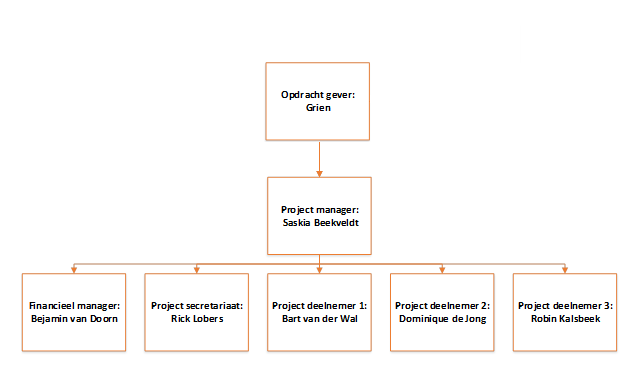 Opdracht gever:
Grien
Project manager:
Saskia Beekveldt
Financieel manager:
Bejamin van Doorn
Project secretariaat:
Rick Lobers
Project deelnemer 1:
Bart van der Wal
Project deelnemer 2:
Dominique de Jong
Project deelnemer 3:
Robin Kalsbeek